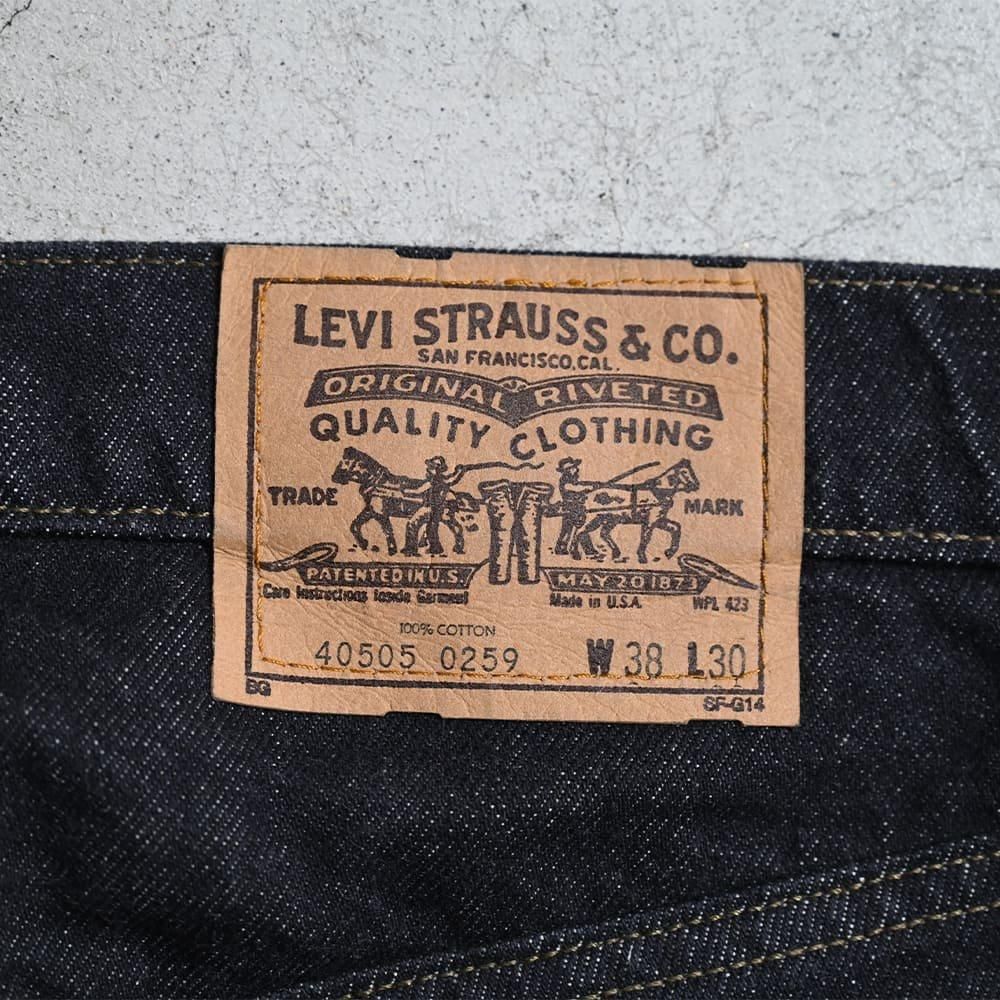 LEVI STRAUSS & CO.
SAN FRANCISCO, CAL.
ORIGINAL RIVETED
QUALITY CLOTHING
TRADE MARK
PATENTED IN U.S. MAY 20 1873
Care Instructions Inside Garment Made in U.S.A. WPL 423
100% COTTON
40505 0259 W 38 L30
BG SF-G14